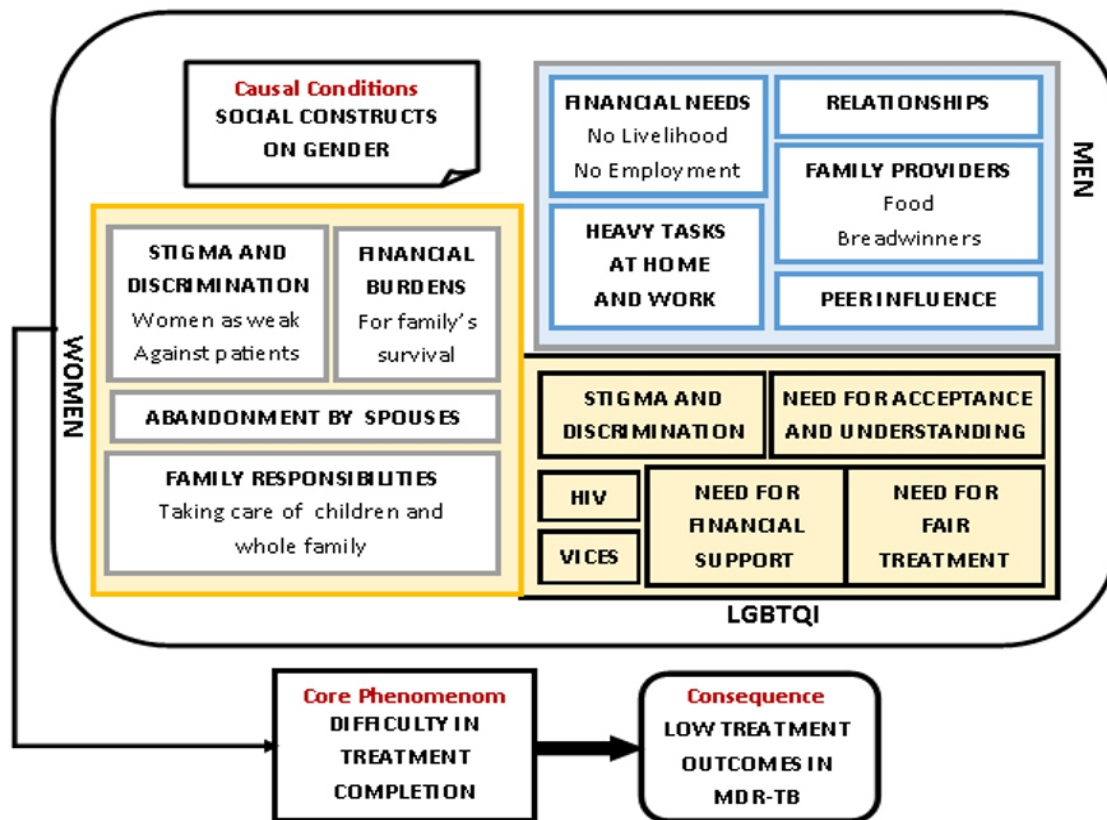 Causal Conditions
SOCIAL CONSTRUCTS
ON GENDER
FINANCIAL NEEDS
No Livelihood
No Employment
RELATIONSHIPS
FAMILY PROVIDERS
Food
Breadwinners
HEAVY TASKS
AT HOME
AND WORK
PEER INFLUENCE
MEN
STIGMA AND
DISCRIMINATION
Women as weak
Against patients
FINANCIAL
BURDENS
For family's
survival
ABANDONMENT BY SPOUSES
FAMILY RESPONSIBILITIES
Taking care of children and
whole family
WOMEN
STIGMA AND
DISCRIMINATION
NEED FOR ACCEPTANCE
AND UNDERSTANDING
HIV
VICES
NEED FOR
FINANCIAL
SUPPORT
NEED FOR
FAIR
TREATMENT
LGBTQI
Core Phenomenom
DIFFICULTY IN
TREATMENT
COMPLETION
Consequence
LOW TREATMENT
OUTCOMES IN
MDR-TB